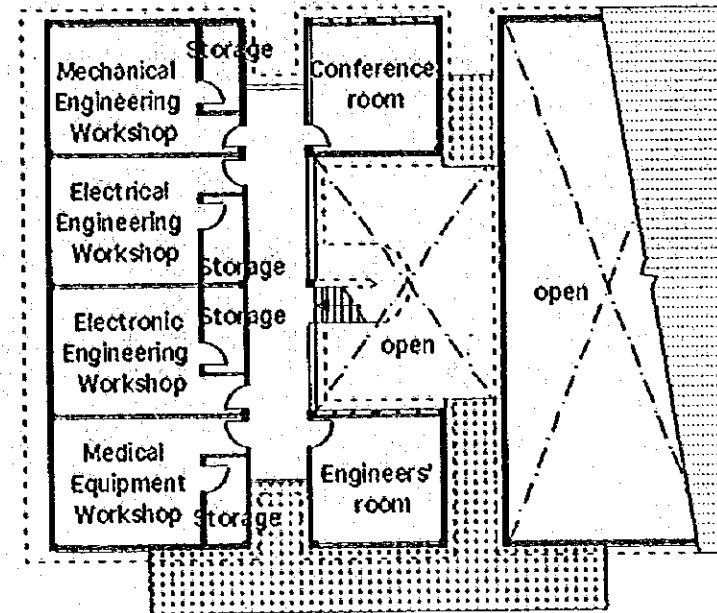 Storage
Mechanical
Engineering
Workshop
Conference
room
Electrical
Engineering
Workshop
Storage
Storage
Electronic
Engineering
Workshop
open
open
Medical
Equipment
Workshop
Storage
Engineers'
room